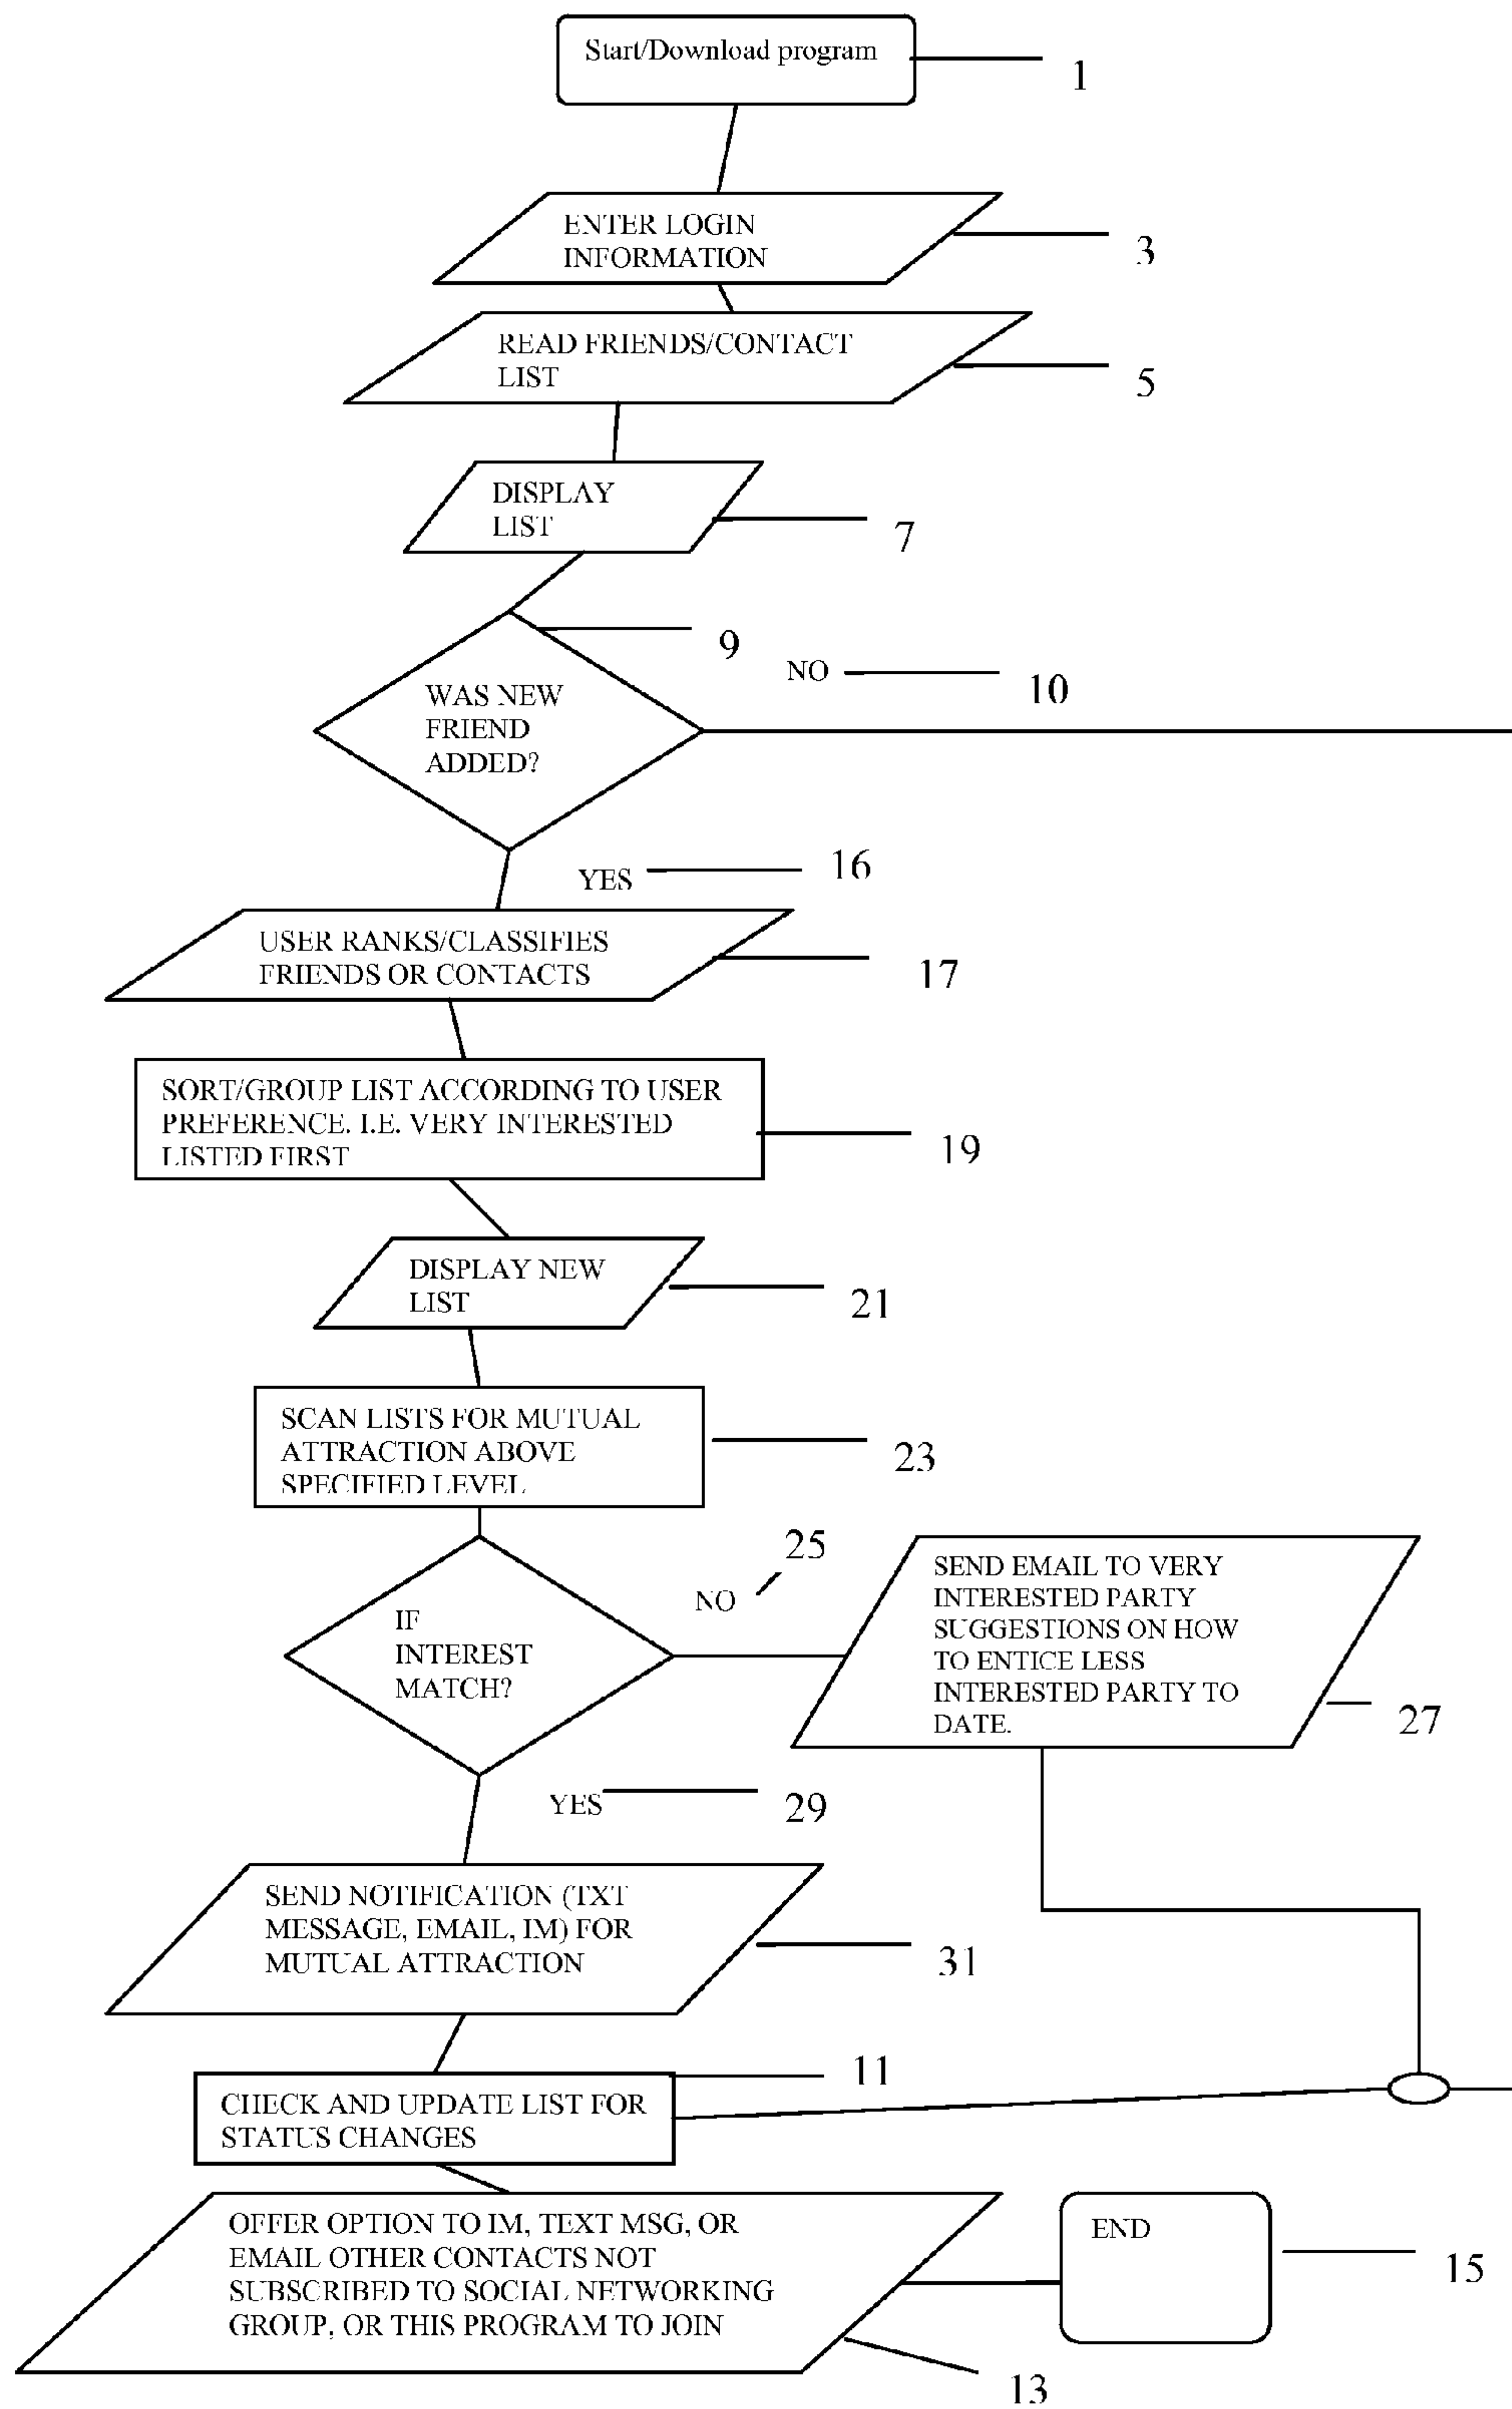 Start/Download program
1
ENTER LOGIN
INFORMATION
3
READ FRIENDS/CONTACT
LIST
5
DISPLAY
LIST
7
9
NO
10
WAS NEW
FRIEND
ADDED?
YES
16
USER RANKS/CLASSIFIES
FRIENDS OR CONTACTS
17
SORT/GROUP LIST ACCORDING TO USER
PREFERENCE. I.E. VERY INTERESTED
LISTED FIRST
19
DISPLAY NEW
LIST
21
SCAN LISTS FOR MUTUAL
ATTRACTION ABOVE
SPECIFIED LEVEL
23
25
NO
IF
INTEREST
MATCH?
SEND EMAIL TO VERY
INTERESTED PARTY
SUGGESTIONS ON HOW
TO ENTICE LESS
INTERESTED PARTY TO
DATE.
27
YES
29
SEND NOTIFICATION (TXT
MESSAGE, EMAIL, IM) FOR
MUTUAL ATTRACTION
31
11
CHECK AND UPDATE LIST FOR
STATUS CHANGES
OFFER OPTION TO IM, TEXT MSG, OR
EMAIL OTHER CONTACTS NOT
SUBSCRIBED TO SOCIAL NETWORKING
GROUP, OR THIS PROGRAM TO JOIN
END
15
13